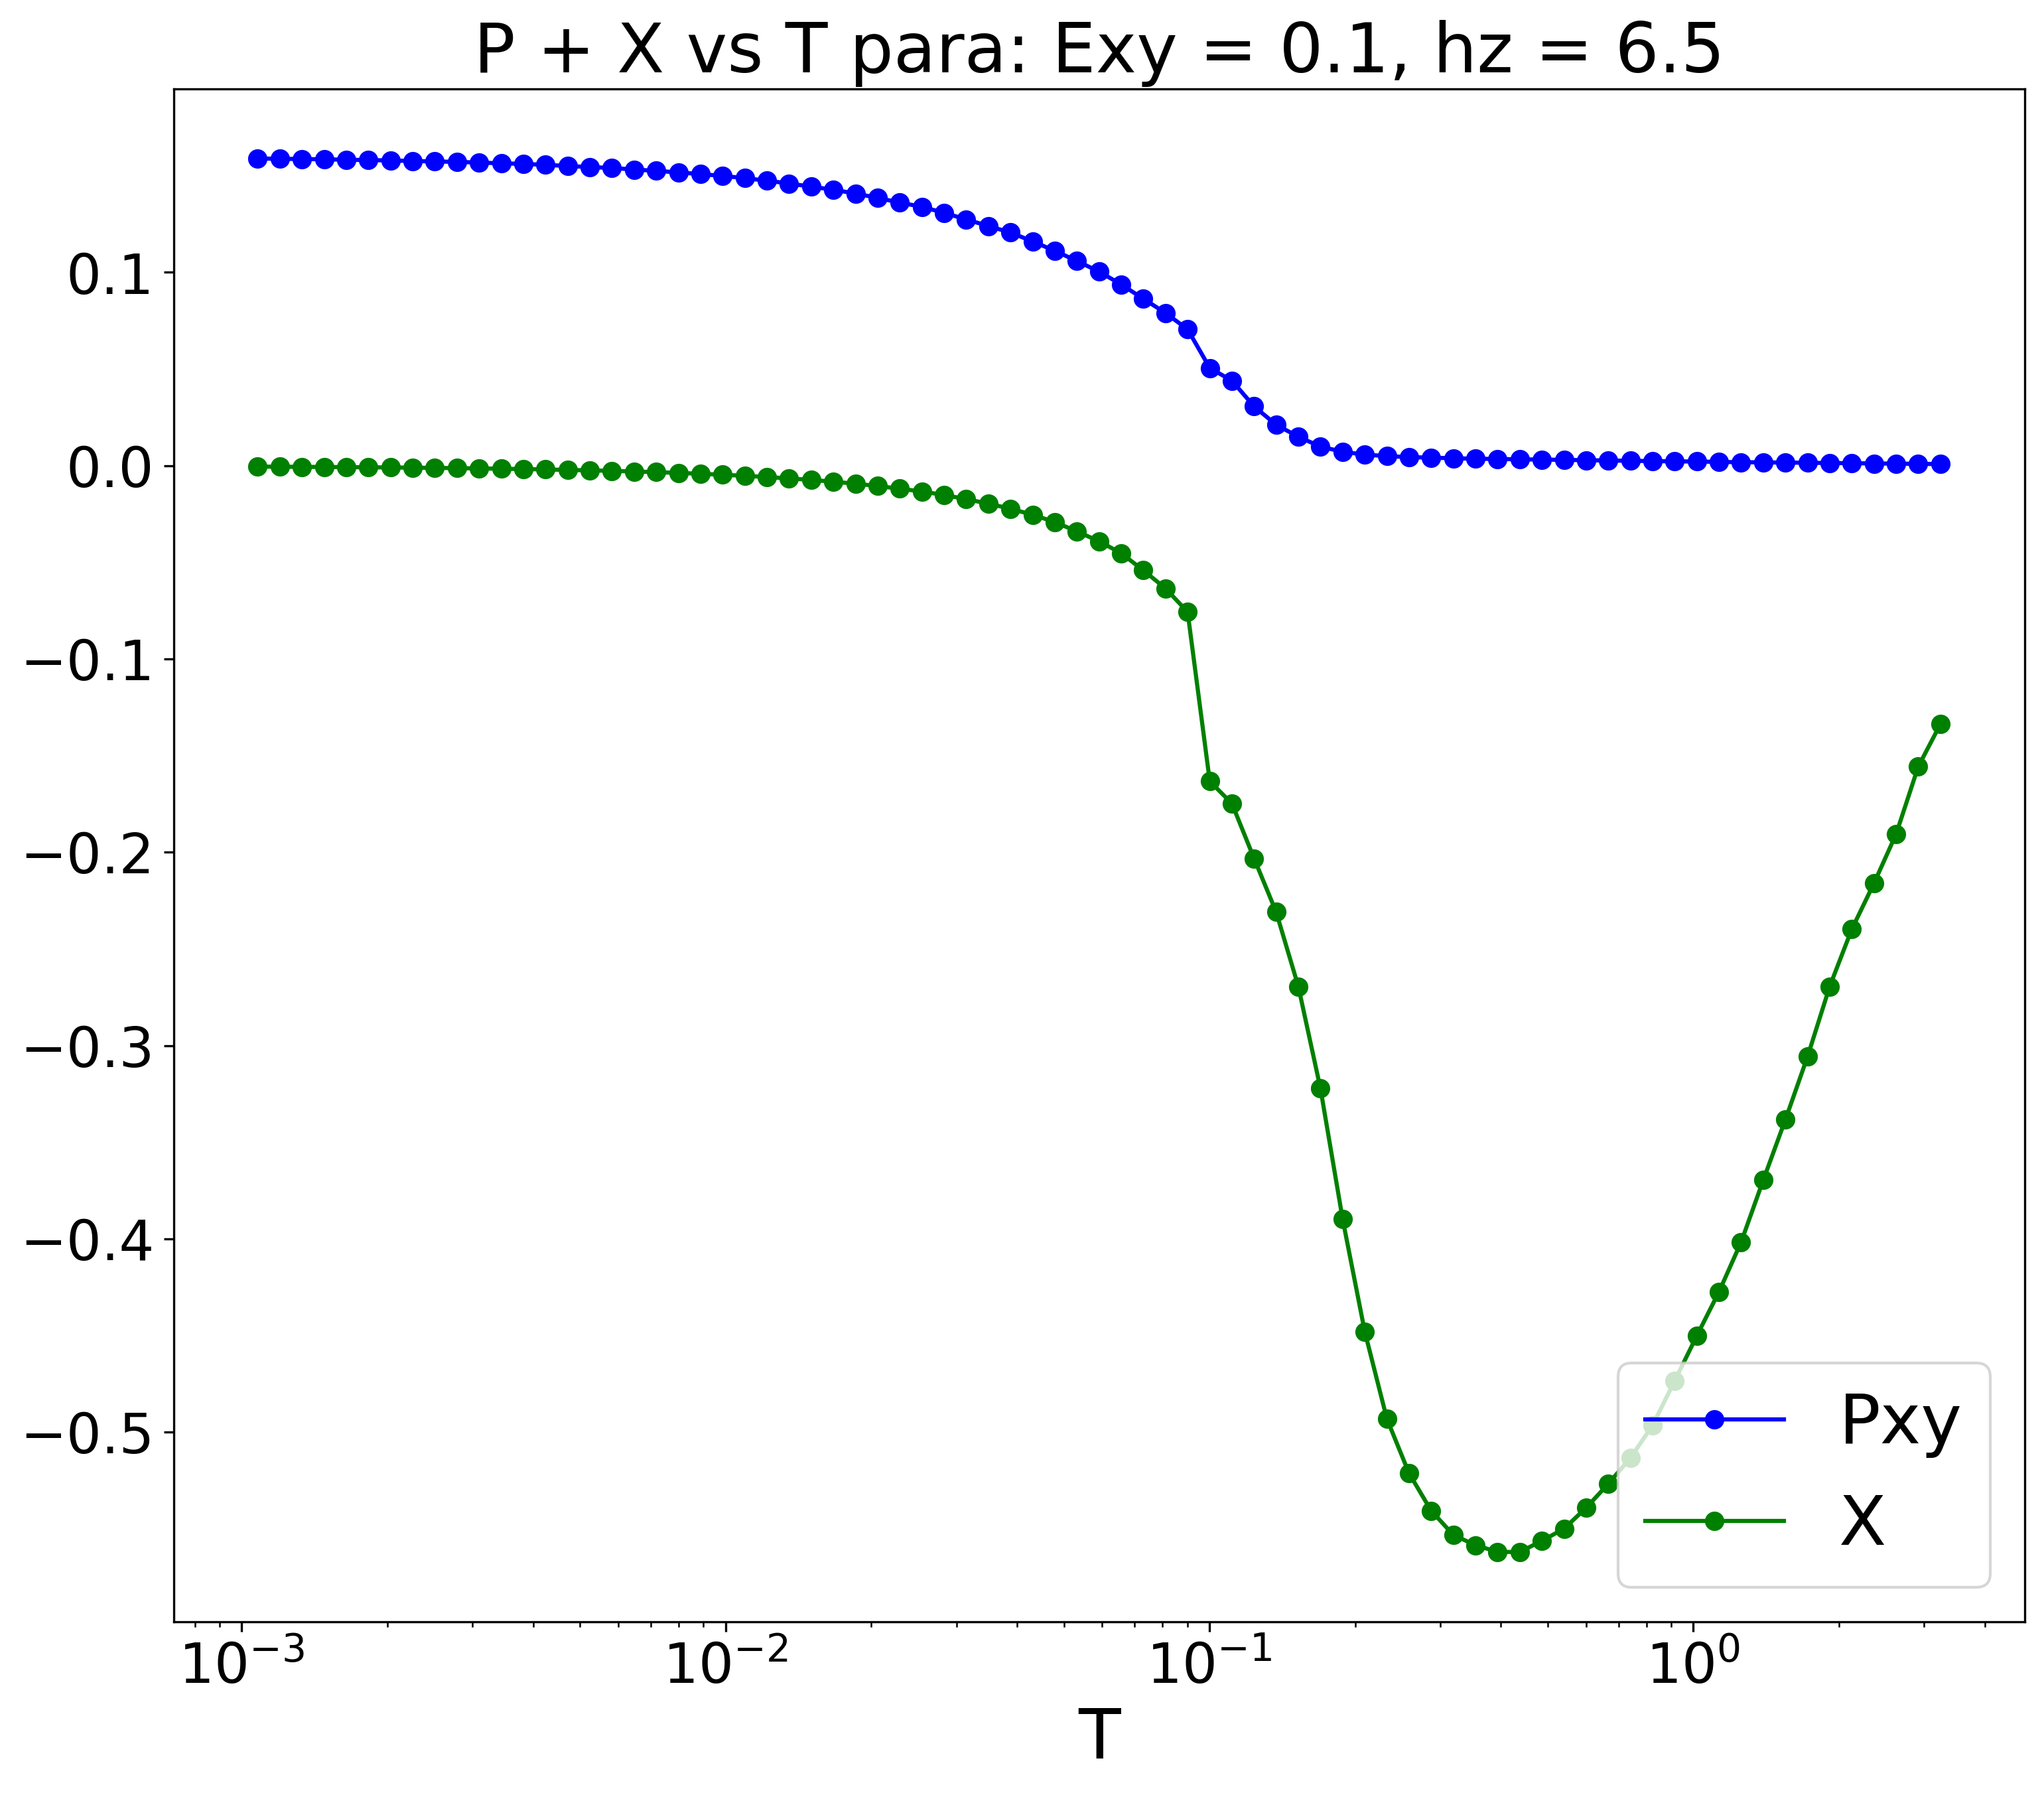 P + X vs T para: Exy = 0.1, hz = 6.5
0.1
0.0
−0.1
−0.2
−0.3
−0.4
−0.5
Pxy
X
10⁻³ 10⁻² 10⁻¹ 10⁰
T